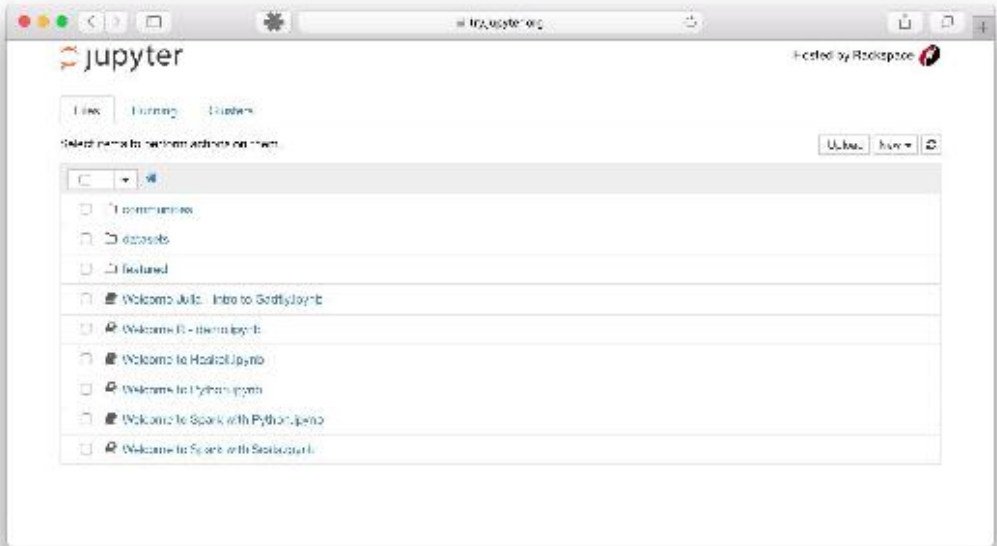 try.jupyter.org
jupyter
Hosted by Rackspace
Files Running Clusters
Select items to perform actions on them.
Upload New
communities
datasets
featured
Welcome Julia - Intro to Gadfly.ipynb
Welcome R - demo.ipynb
Welcome to Haskell.ipynb
Welcome to Python.ipynb
Welcome to Spark with Python.ipynb
Welcome to Spark with Scala.ipynb